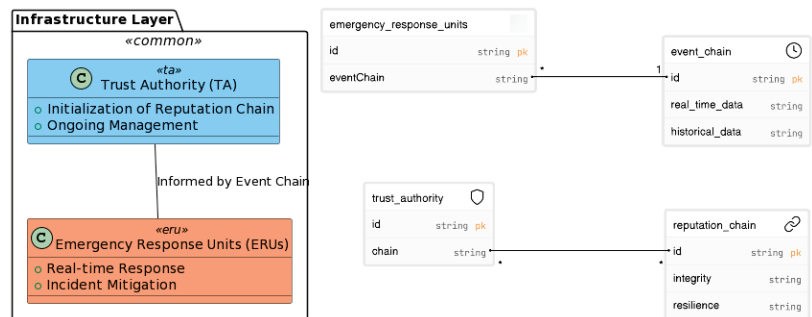 Infrastructure Layer
«common»
C
«ta»
Trust Authority (TA)
Initialization of Reputation Chain
Ongoing Management
Informed by Event Chain
C
«eru»
Emergency Response Units (ERUs)
Real-time Response
Incident Mitigation
emergency_response_units
id string pk
eventChain string
* 1
event_chain
id string pk
real_time_data string
historical_data string
trust_authority
id string pk
chain string
* *
reputation_chain
id string pk
integrity string
resilience string